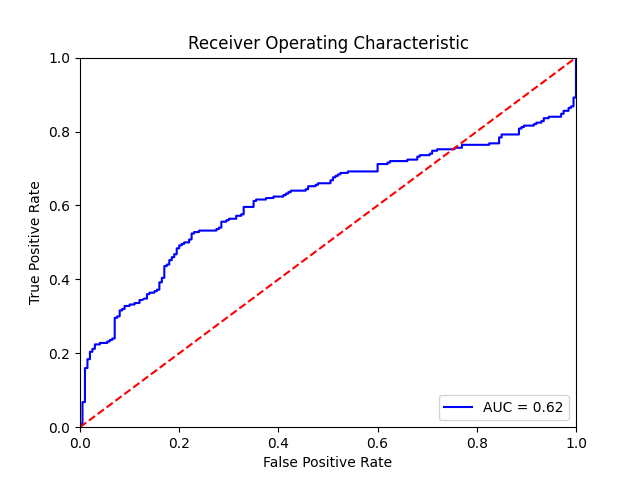 Receiver Operating Characteristic
1.0
0.8
0.6
0.4
0.2
0.0
True Positive Rate
AUC = 0.62
0.0 0.2 0.4 0.6 0.8 1.0
False Positive Rate